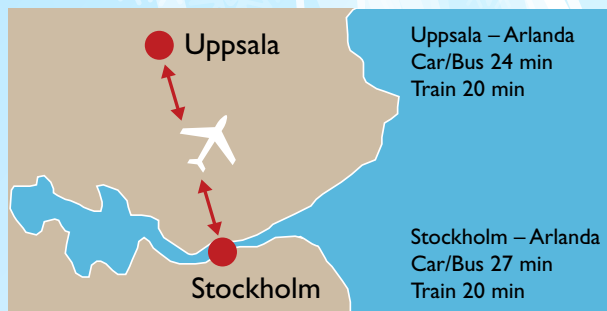 Uppsala
Uppsala – Arlanda
Car/Bus 24 min
Train 20 min
Stockholm
Stockholm – Arlanda
Car/Bus 27 min
Train 20 min